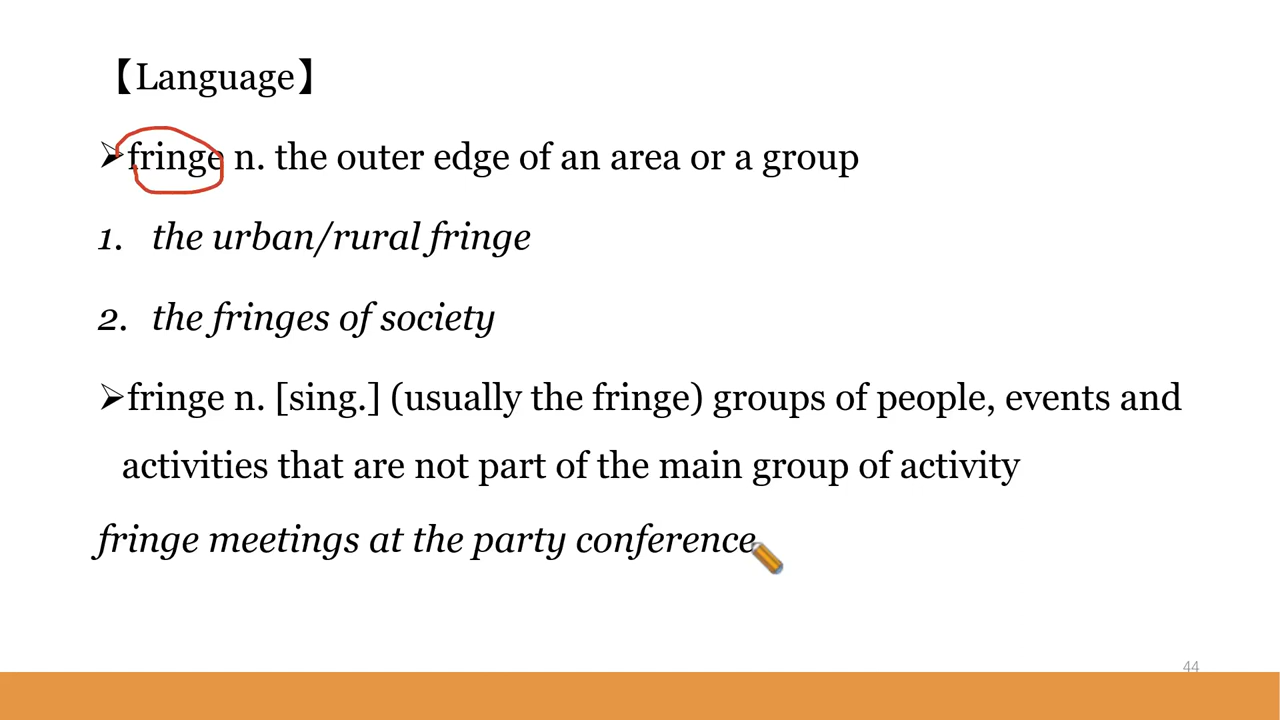 【Language】
➢fringe n. the outer edge of an area or a group
1. the urban/rural fringe
2. the fringes of society
➢fringe n. [sing.] (usually the fringe) groups of people, events and
activities that are not part of the main group of activity
fringe meetings at the party conference
44